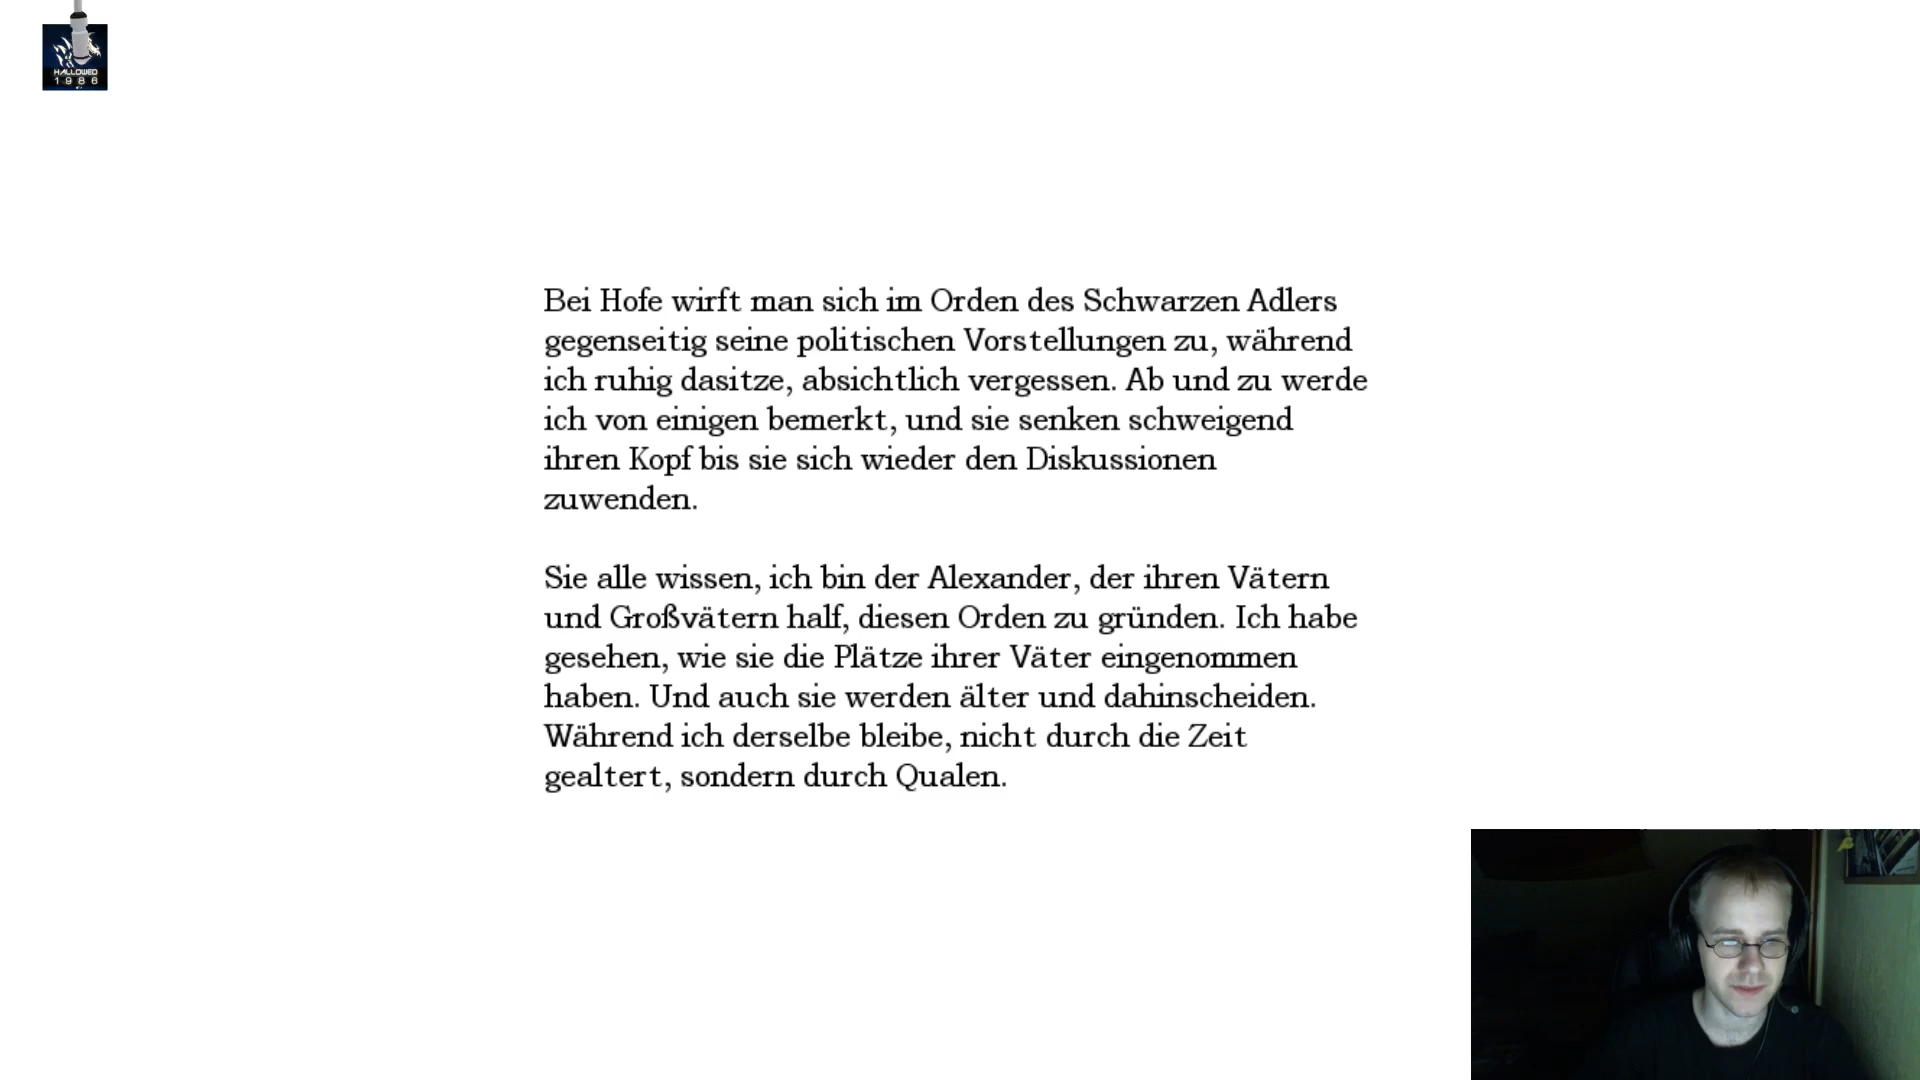 HALLOWED
1986
Bei Hofe wirft man sich im Orden des Schwarzen Adlers
gegenseitig seine politischen Vorstellungen zu, während
ich ruhig dasitze, absichtlich vergessen. Ab und zu werde
ich von einigen bemerkt, und sie senken schweigend
ihren Kopf bis sie sich wieder den Diskussionen
zuwenden.
Sie alle wissen, ich bin der Alexander, der ihren Vätern
und Großvätern half, diesen Orden zu gründen. Ich habe
gesehen, wie sie die Plätze ihrer Väter eingenommen
haben. Und auch sie werden älter und dahinscheiden.
Während ich derselbe bleibe, nicht durch die Zeit
gealtert, sondern durch Qualen.